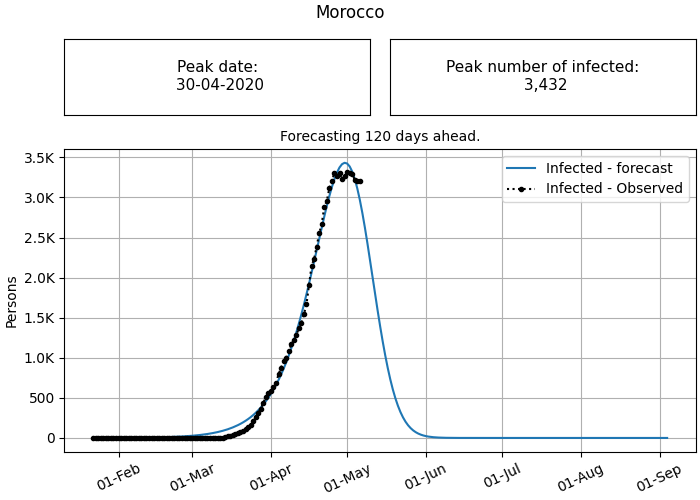 Morocco
Peak date:
30-04-2020
Peak number of infected:
3,432
Forecasting 120 days ahead.
3.5K
3.0K
2.5K
2.0K
1.5K
1.0K
500
0
Persons
Infected - forecast
Infected - Observed
01-Feb
01-Mar
01-Apr
01-May
01-Jun
01-Jul
01-Aug
01-Sep